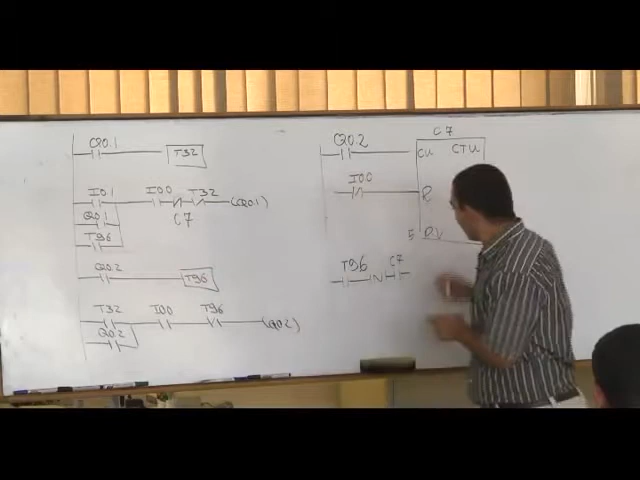 Q0.1
T32
I0.1 I0.0 T32 (Q0.1)
Q0.1 C7
T96
Q0.2
T96
T32 I0.0 T96 (Q0.2)
Q0.2
C7
Q0.2 CU CTU
I0.0 R
5 PV
T96 N C7